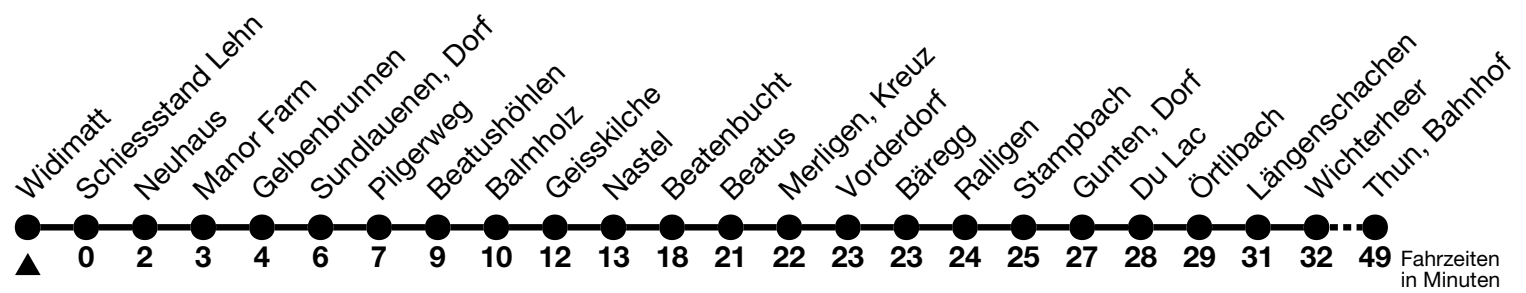 Widimatt
Schiessstand Lehn
Neuhaus
Manor Farm
Gelbenbrunnen
Sundlauenen, Dorf
Pilgerweg
Beatushöhlen
Balmholz
Geisskilche
Nastel
Beatenbucht
Beatus
Merligen, Kreuz
Vorderdorf
Bäregg
Ralligen
Stampbach
Gunten, Dorf
Du Lac
Örtlibach
Längenschachen
Wichterheer
Thun, Bahnhof
0 2 3 4 6 7 9 10 12 13 18 21 22 23 23 24 25 27 28 29 31 32 49 Fahrzeiten
in Minuten